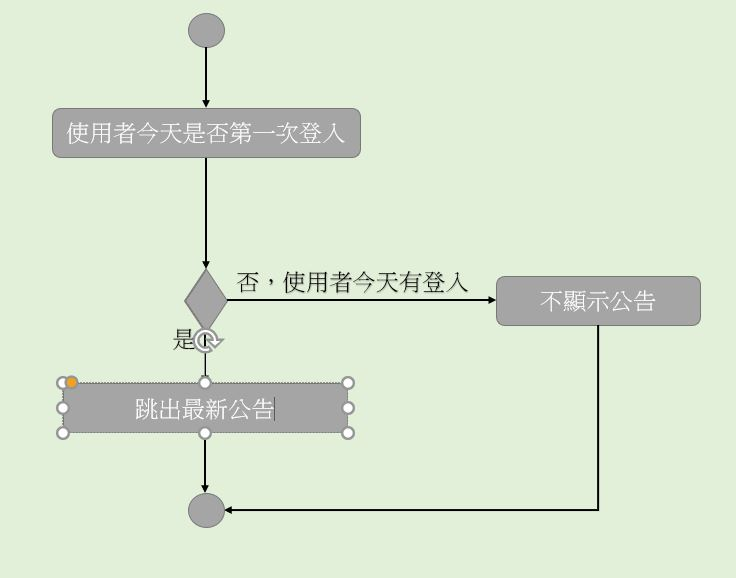 使用者今天是否第一次登入
否，使用者今天有登入
不顯示公告
是
跳出最新公告